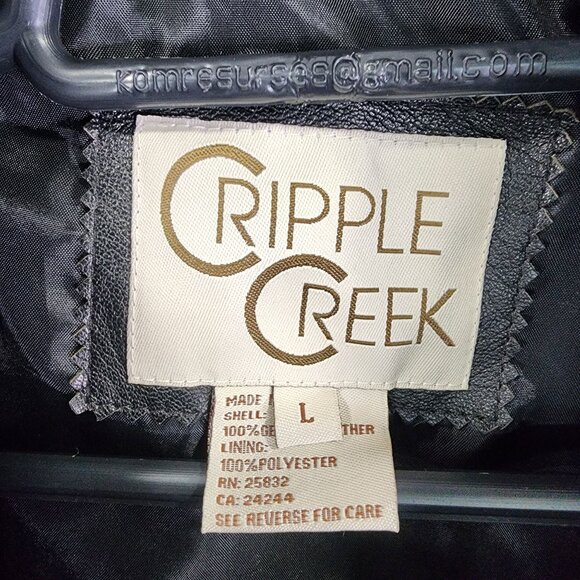 komresurses@gmail.com
CRIPPLE
CREEK
L
MADE
SHELL:
100%
LINING:
100%POLYESTER
RN: 25832
CA: 24244
SEE REVERSE FOR CARE